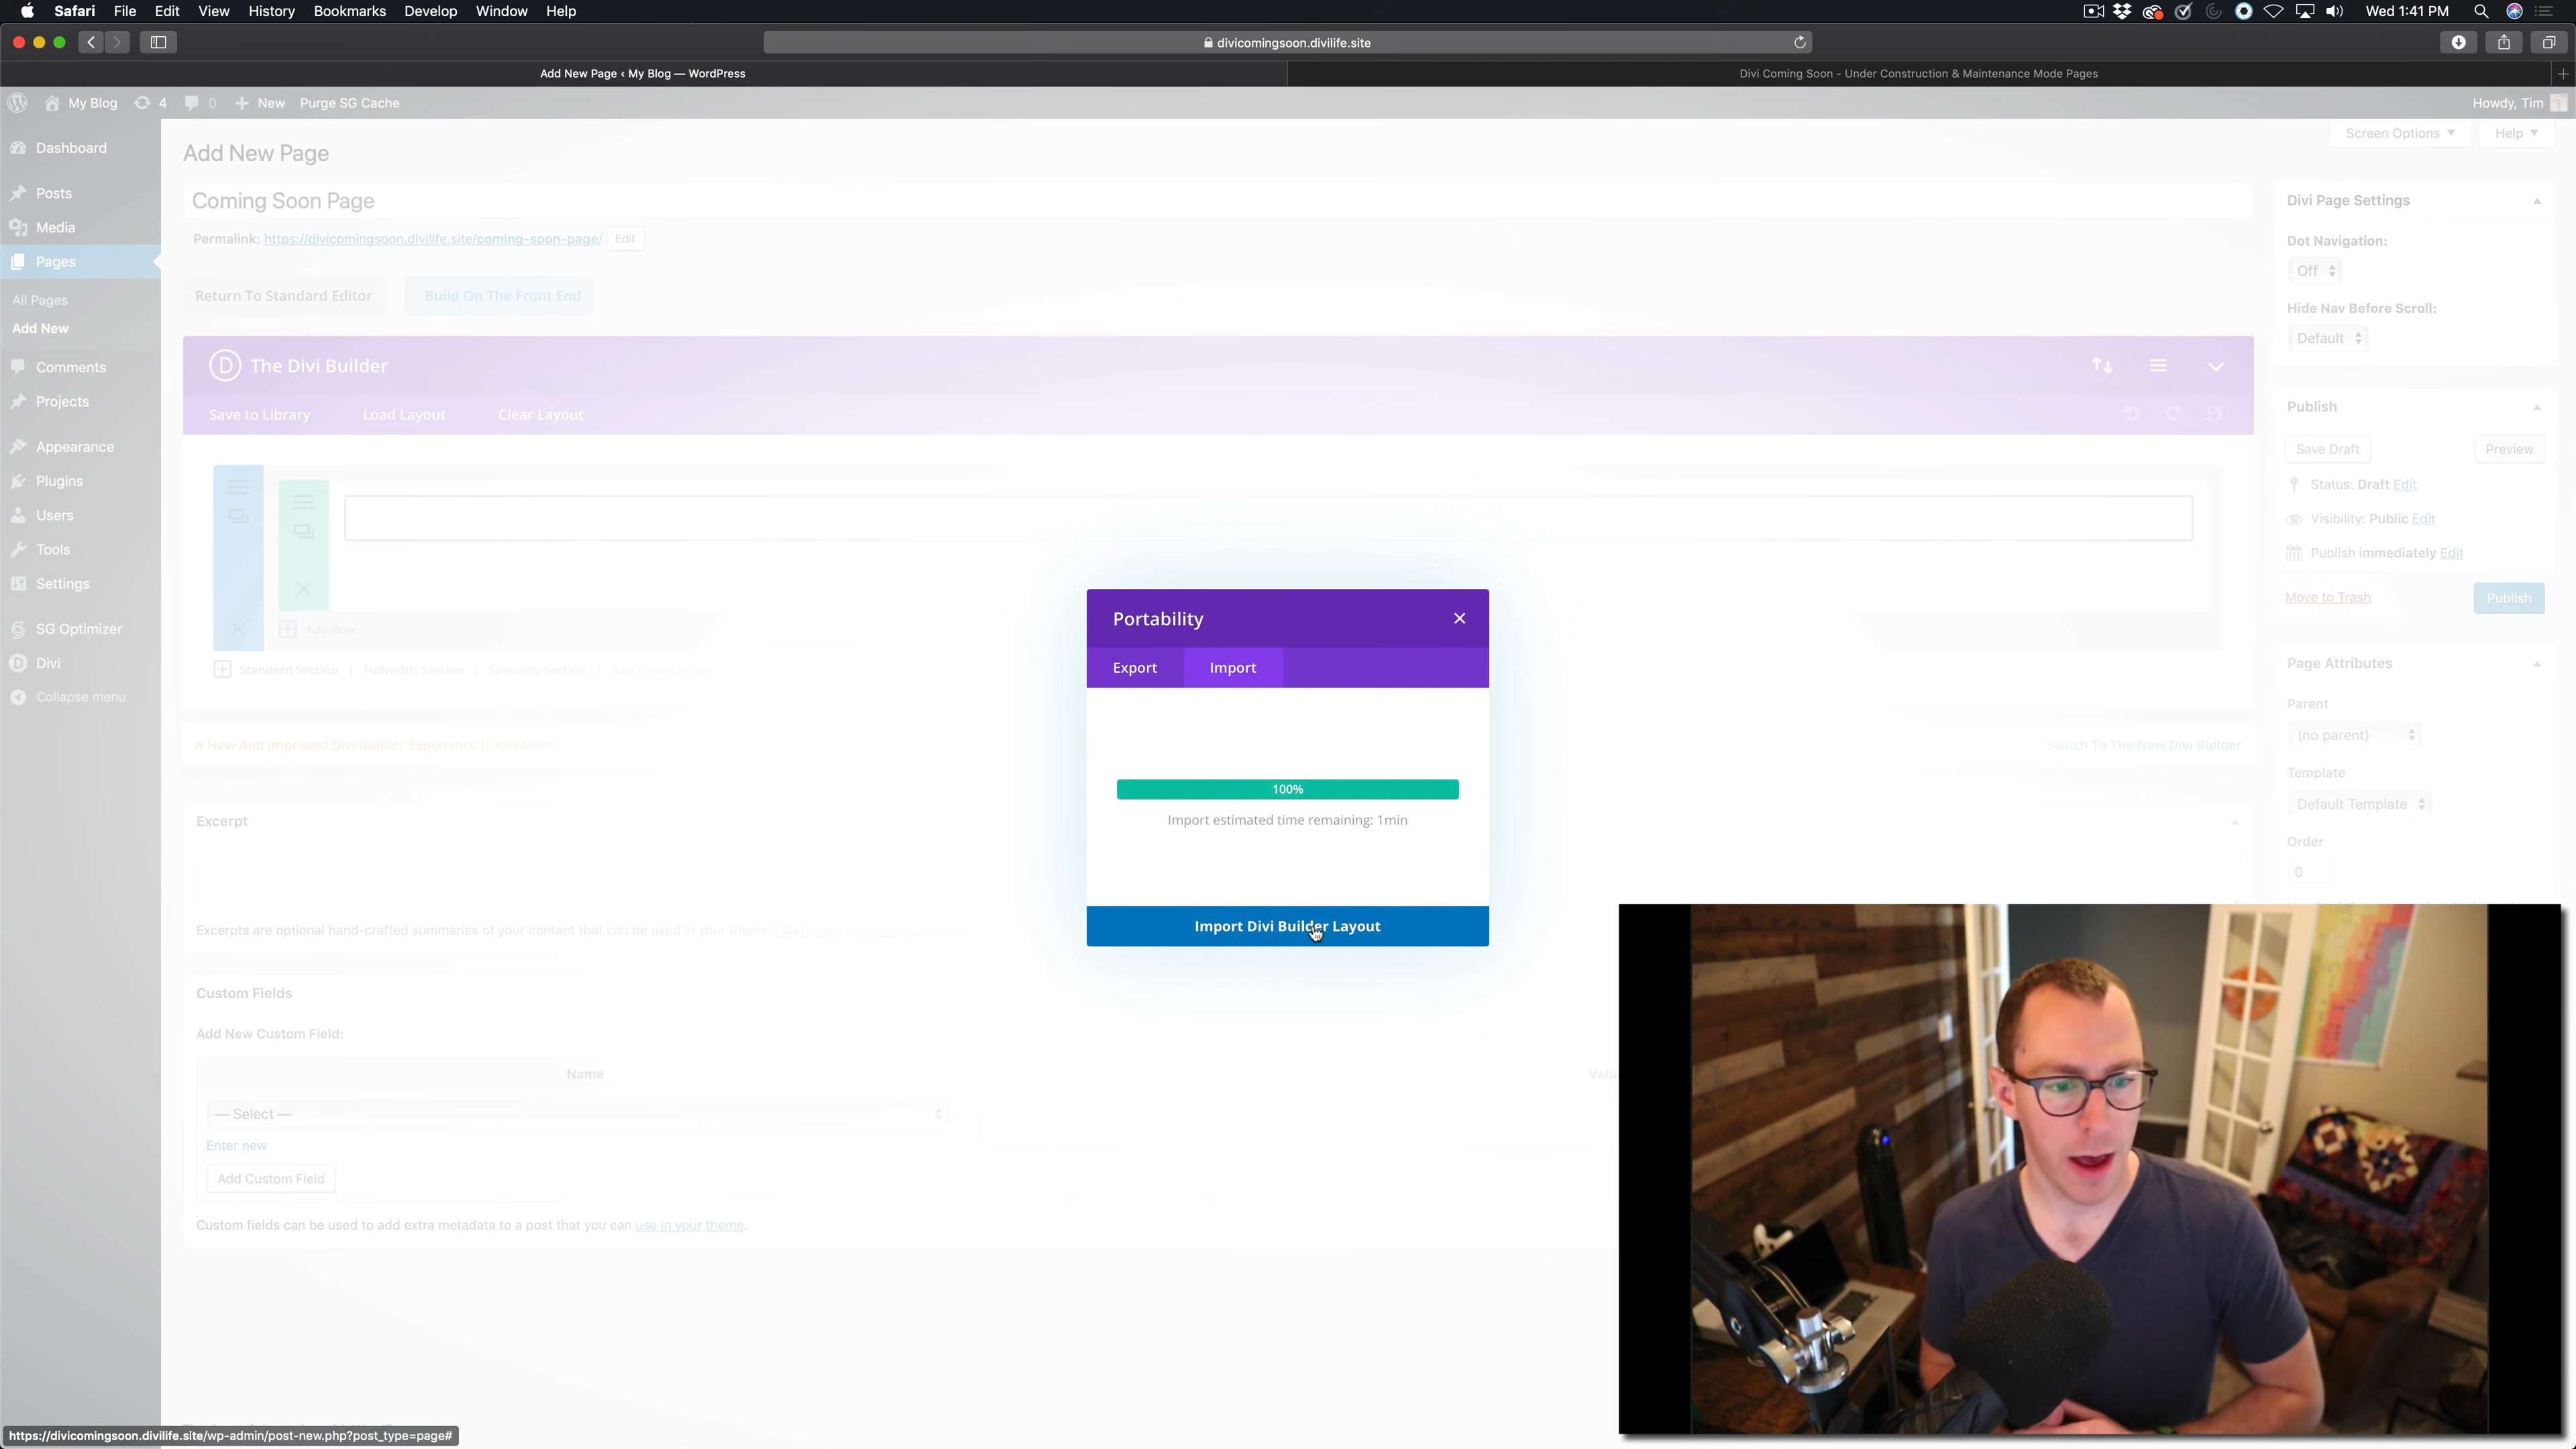 Safari File Edit View History Bookmarks Develop Window Help
Wed 1:41 PM
divicomingsoon.divilife.site
Add New Page ‹ My Blog — WordPress
Divi Coming Soon - Under Construction & Maintenance Mode Pages
My Blog 4 0 New Purge SG Cache
Howdy, Tim
Screen Options Help
Dashboard
Posts
Media
Pages
All Pages
Add New
Comments
Projects
Appearance
Plugins
Users
Tools
Settings
SG Optimizer
Divi
Collapse menu
Add New Page
Coming Soon Page
Permalink: https://divicomingsoon.divilife.site/coming-soon-page/ Edit
Return To Standard Editor Build On The Front End
The Divi Builder
Save to Library Load Layout Clear Layout
Add Row
Standard Section | Fullwidth Section | Specialty Section | Add From Library
A New And Improved Divi Builder Experience Is Available!
Switch To The New Divi Builder
Excerpt
Excerpts are optional hand-crafted summaries of your content that can be used in your theme.
Custom Fields
Add New Custom Field:
Name
— Select —
Enter new
Add Custom Field
Custom fields can be used to add extra metadata to a post that you can use in your theme.
Portability
Export Import
100%
Import estimated time remaining: 1min
Import Divi Builder Layout
Divi Page Settings
Dot Navigation:
Off
Hide Nav Before Scroll:
Default
Publish
Save Draft Preview
Status: Draft Edit
Visibility: Public Edit
Publish immediately Edit
Move to Trash Publish
Page Attributes
Parent
(no parent)
Template
Default Template
Order
0
https://divicomingsoon.divilife.site/wp-admin/post-new.php?post_type=page#